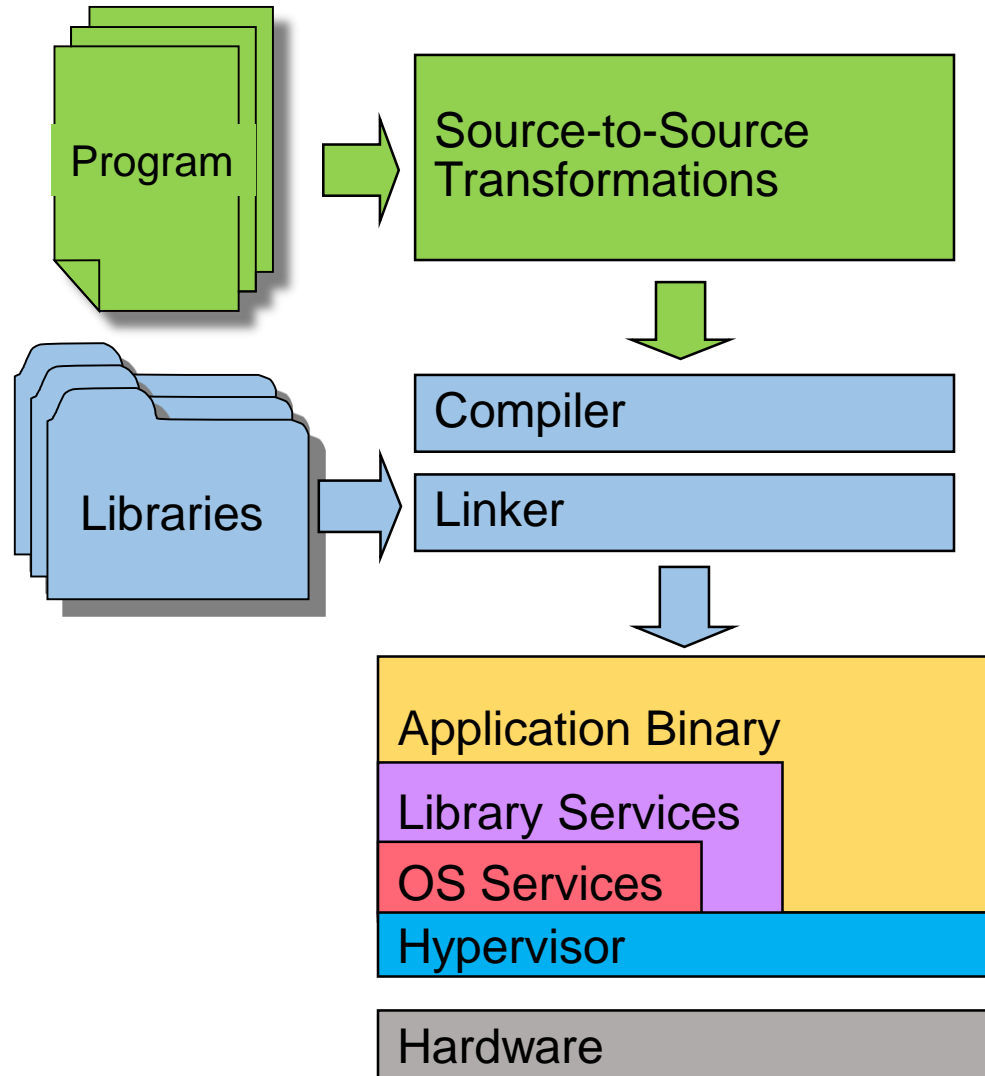 Program
Source-to-Source
Transformations
Compiler
Libraries
Linker
Application Binary
Library Services
OS Services
Hypervisor
Hardware